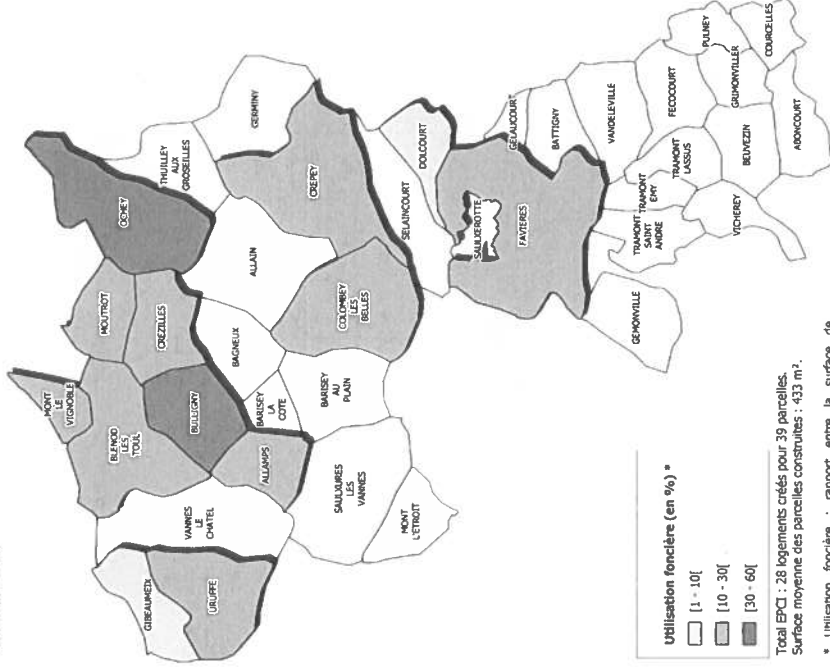 MONT
LE
VIGNOBLE
MOUTROT
OCHEY
BLENOD
LES
TOUL
CREZILLES
THUILLEY
AUX
GROSEILLES
GERMINY
BULLIGNY
VANNES
LE
CHATEL
GIBEAUMEIX
URUFFE
ALLAMPS
BAGNEUX
ALLAIN
CREPEY
BARISEY
LA
COTE
BARISEY
AU
PLAIN
COLOMBEY
LES
BELLES
SELAINCOURT
DOLCOURT
SAULXURES
LES
VANNES
MONT
L'ETROIT
SAULXEROTTE
FAVIERES
GELAUCOURT
BATTIGNY
VANDELEVILLE
GEMONVILLE
TRAMONT
SAINT
ANDRE
TRAMONT
EMY
TRAMONT
LASSUS
FECOCOURT
PULNEY
GRIMONVILLER
COURCELLES
VICHEREY
BEUVEZIN
ABONCOURT
Utilisation foncière (en %) *
[1 - 10[
[10 - 30[
[30 - 60[
Total EPCI : 28 logements créés pour 39 parcelles.
Surface moyenne des parcelles construites : 433 m².
* Utilisation foncière : rapport entre la surface de